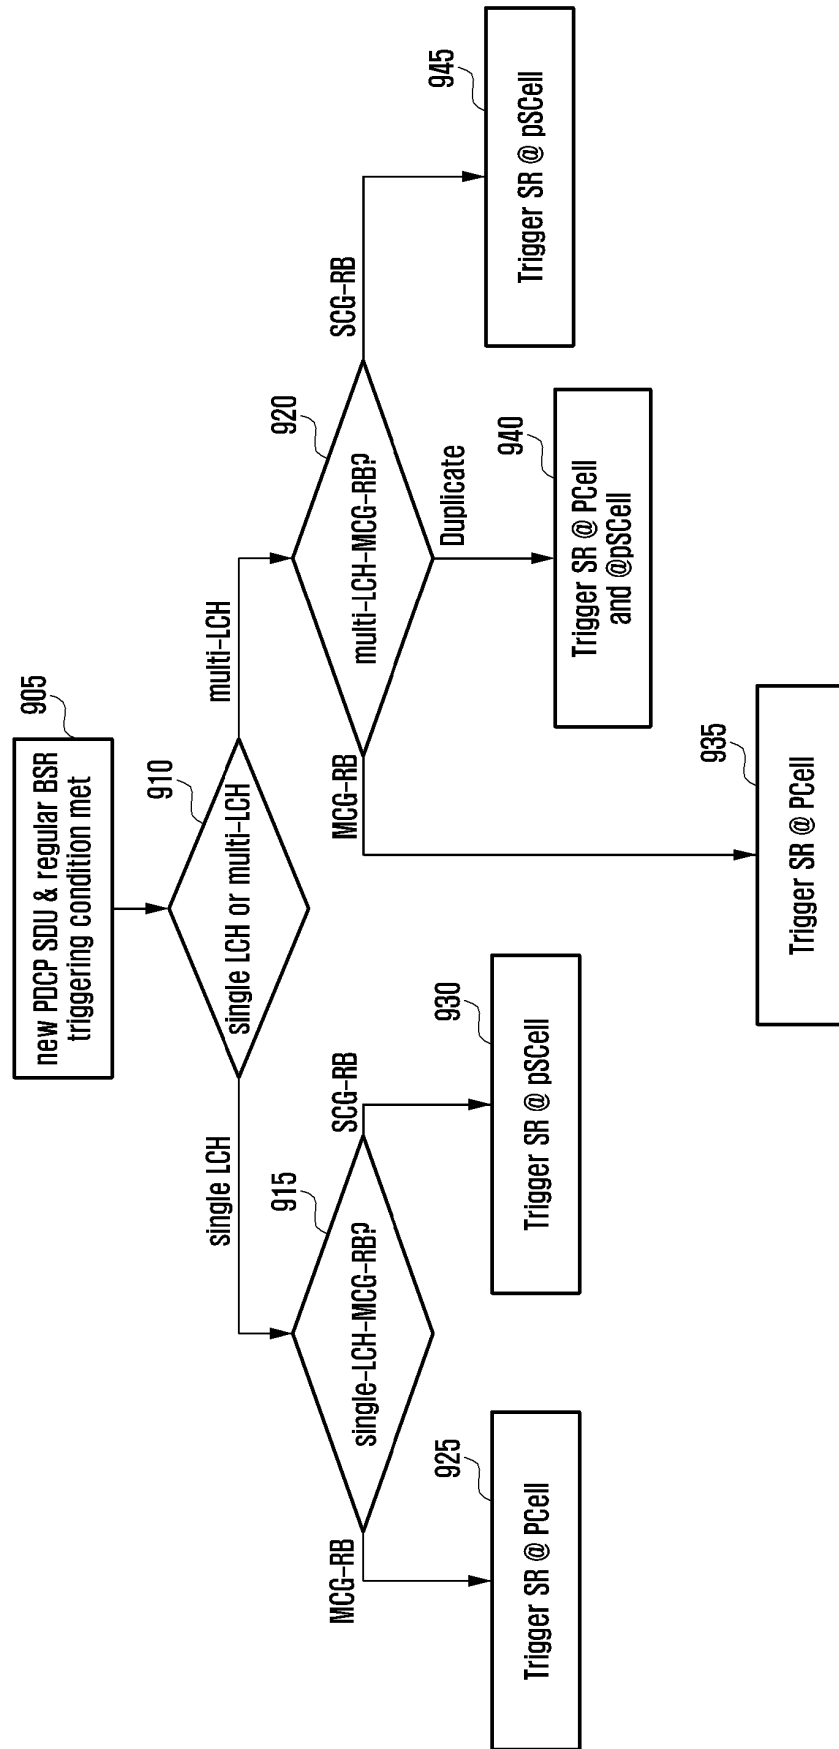 905
new PDCP SDU & regular BSR
triggering condition met
910
single LCH or multi-LCH
single LCH
multi-LCH
915
single-LCH-MCG-RB?
920
multi-LCH-MCG-RB?
MCG-RB
SCG-RB
MCG-RB
Duplicate
SCG-RB
925
Trigger SR @ PCell
930
Trigger SR @ pSCell
935
Trigger SR @ PCell
940
Trigger SR @ PCell
and @pSCell
945
Trigger SR @ pSCell